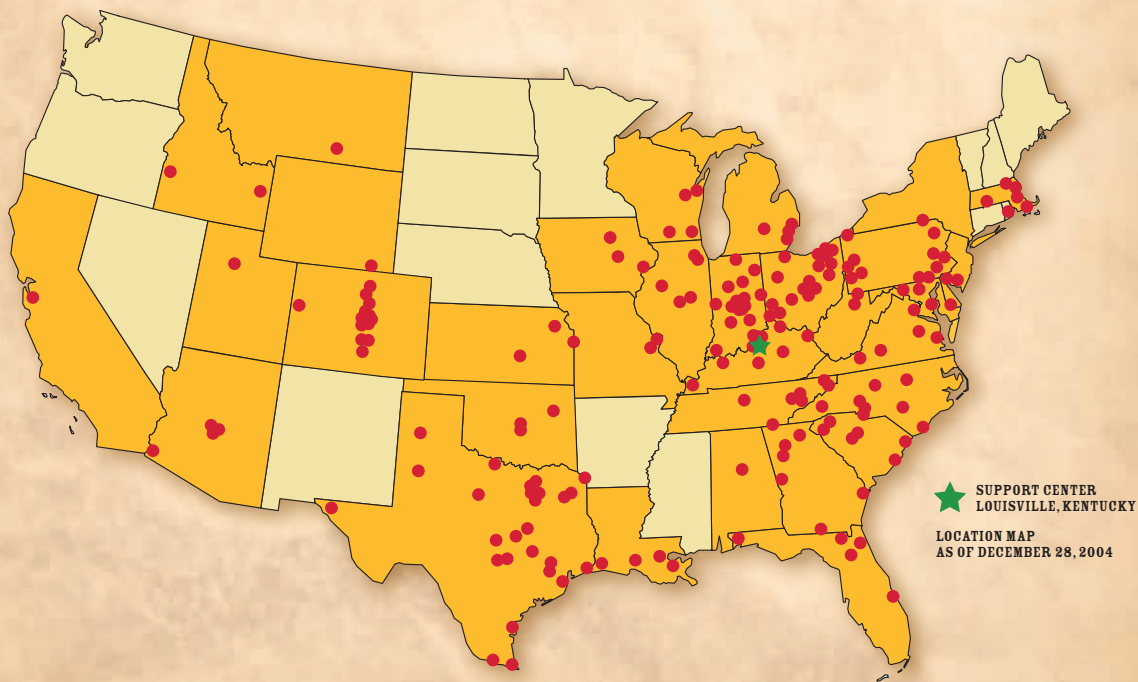 SUPPORT CENTER
LOUISVILLE, KENTUCKY
LOCATION MAP
AS OF DECEMBER 28, 2004